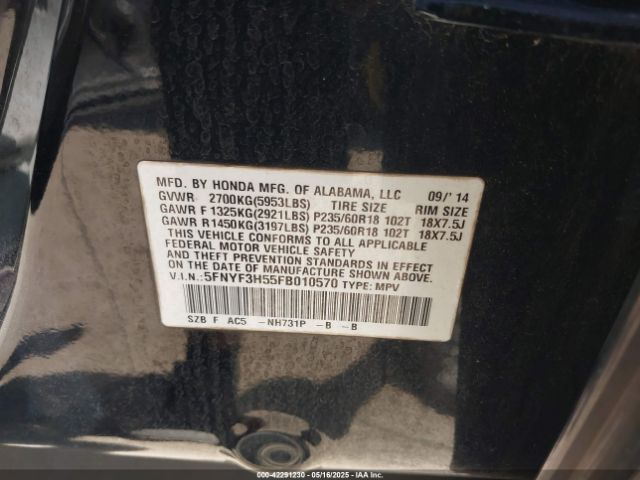 MFD. BY HONDA MFG. OF ALABAMA, LLC 09/'14
GVWR 2700KG(5953LBS) TIRE SIZE RIM SIZE
GAWR F 1325KG(2921LBS) P235/60R18 102T 18X7.5J
GAWR R1450KG(3197LBS) P235/60R18 102T 18X7.5J
THIS VEHICLE CONFORMS TO ALL APPLICABLE
FEDERAL MOTOR VEHICLE SAFETY
AND THEFT PREVENTION STANDARDS IN
EFFECT ON THE DATE OF MANUFACTURE SHOWN ABOVE.
V.I.N.:5FNYF3H55FB010570 TYPE: MPV
SZB F AC5 -NH731P -B -B
000-42291230 - 05/16/2025 - IAAI.COM